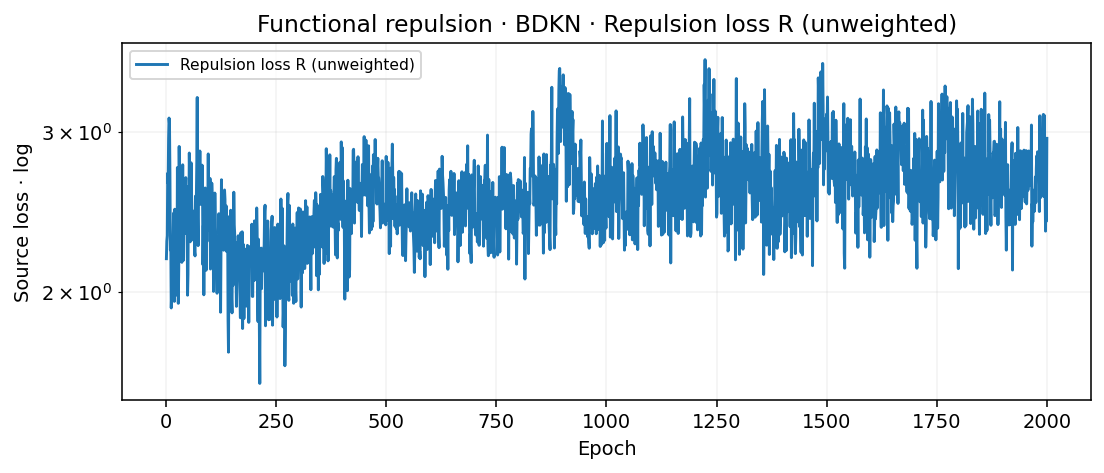 Functional repulsion · BDKN · Repulsion loss R (unweighted)
Repulsion loss R (unweighted)
Source loss · log
3 × 10⁰
2 × 10⁰
0 250 500 750 1000 1250 1500 1750 2000
Epoch